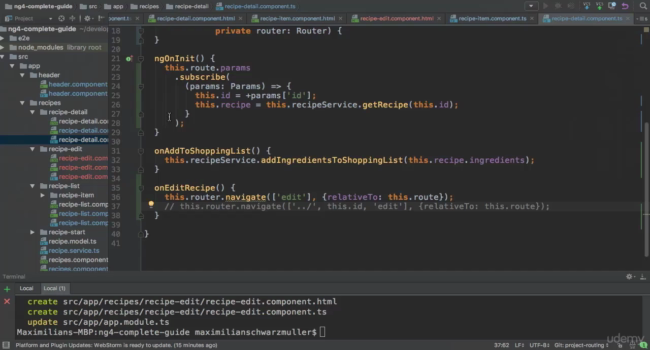 ng4-complete-guide src app recipes recipe-detail recipe-detail.component.ts
ponent.ts recipe-detail.component.html recipe-item.component.html recipe-edit.component.html recipe-item.component.ts recipe-detail.component.ts
ng4-complete-guide ~/develo
e2e
node_modules library root
src
app
header
header.component
header.component
recipes
recipe-detail
recipe-detail.co
recipe-detail.co
recipe-detail.co
recipe-edit
recipe-edit.com
recipe-edit.com
recipe-edit.com
recipe-list
recipe-item
recipe-list.com
recipe-list.com
recipe-list.com
recipe-start
recipe.model.ts
recipe.service.ts
recipes.component
18 private router: Router) {
19 }
20
21 ngOnInit() {
22 this.route.params
23 .subscribe(
24 (params: Params) => {
25 this.id = +params['id'];
26 this.recipe = this.recipeService.getRecipe(this.id);
27 }
28 );
29 }
30
31 onAddToShoppingList() {
32 this.recipeService.addIngredientsToShoppingList(this.recipe.ingredients);
33 }
34
35 onEditRecipe() {
36 this.router.navigate(['edit'], {relativeTo: this.route});
37 // this.router.navigate(['../', this.id, 'edit'], {relativeTo: this.route});
38 }
39
40 }
41
Terminal
Local Local (1)
create src/app/recipes/recipe-edit/recipe-edit.component.html
create src/app/recipes/recipe-edit/recipe-edit.component.ts
update src/app/app.module.ts
Maximilians-MBP:ng4-complete-guide maximilianschwarzmuller$
Platform and Plugin Updates: WebStorm is ready to update. (15 minutes ago) 37:62 LF÷ UTF-8÷ Git: project-routing÷
udemy